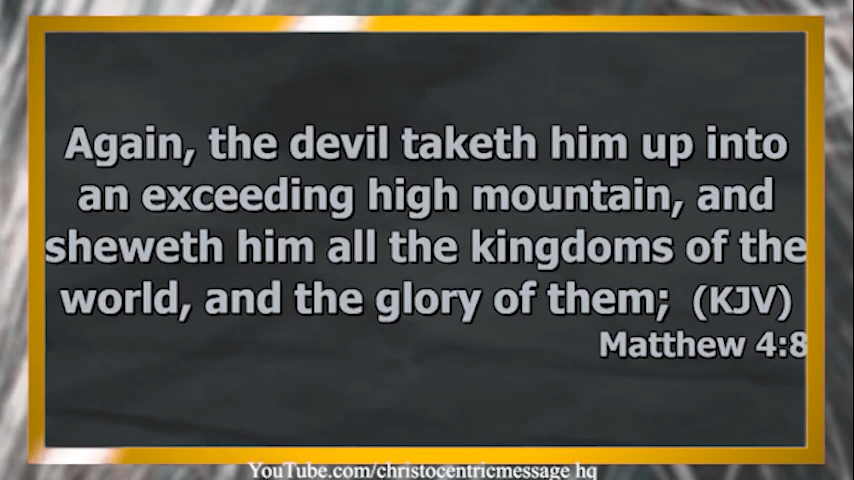 Again, the devil taketh him up into
an exceeding high mountain, and
sheweth him all the kingdoms of the
world, and the glory of them; (KJV)
Matthew 4:8
YouTube.com/christocentricmessage hq